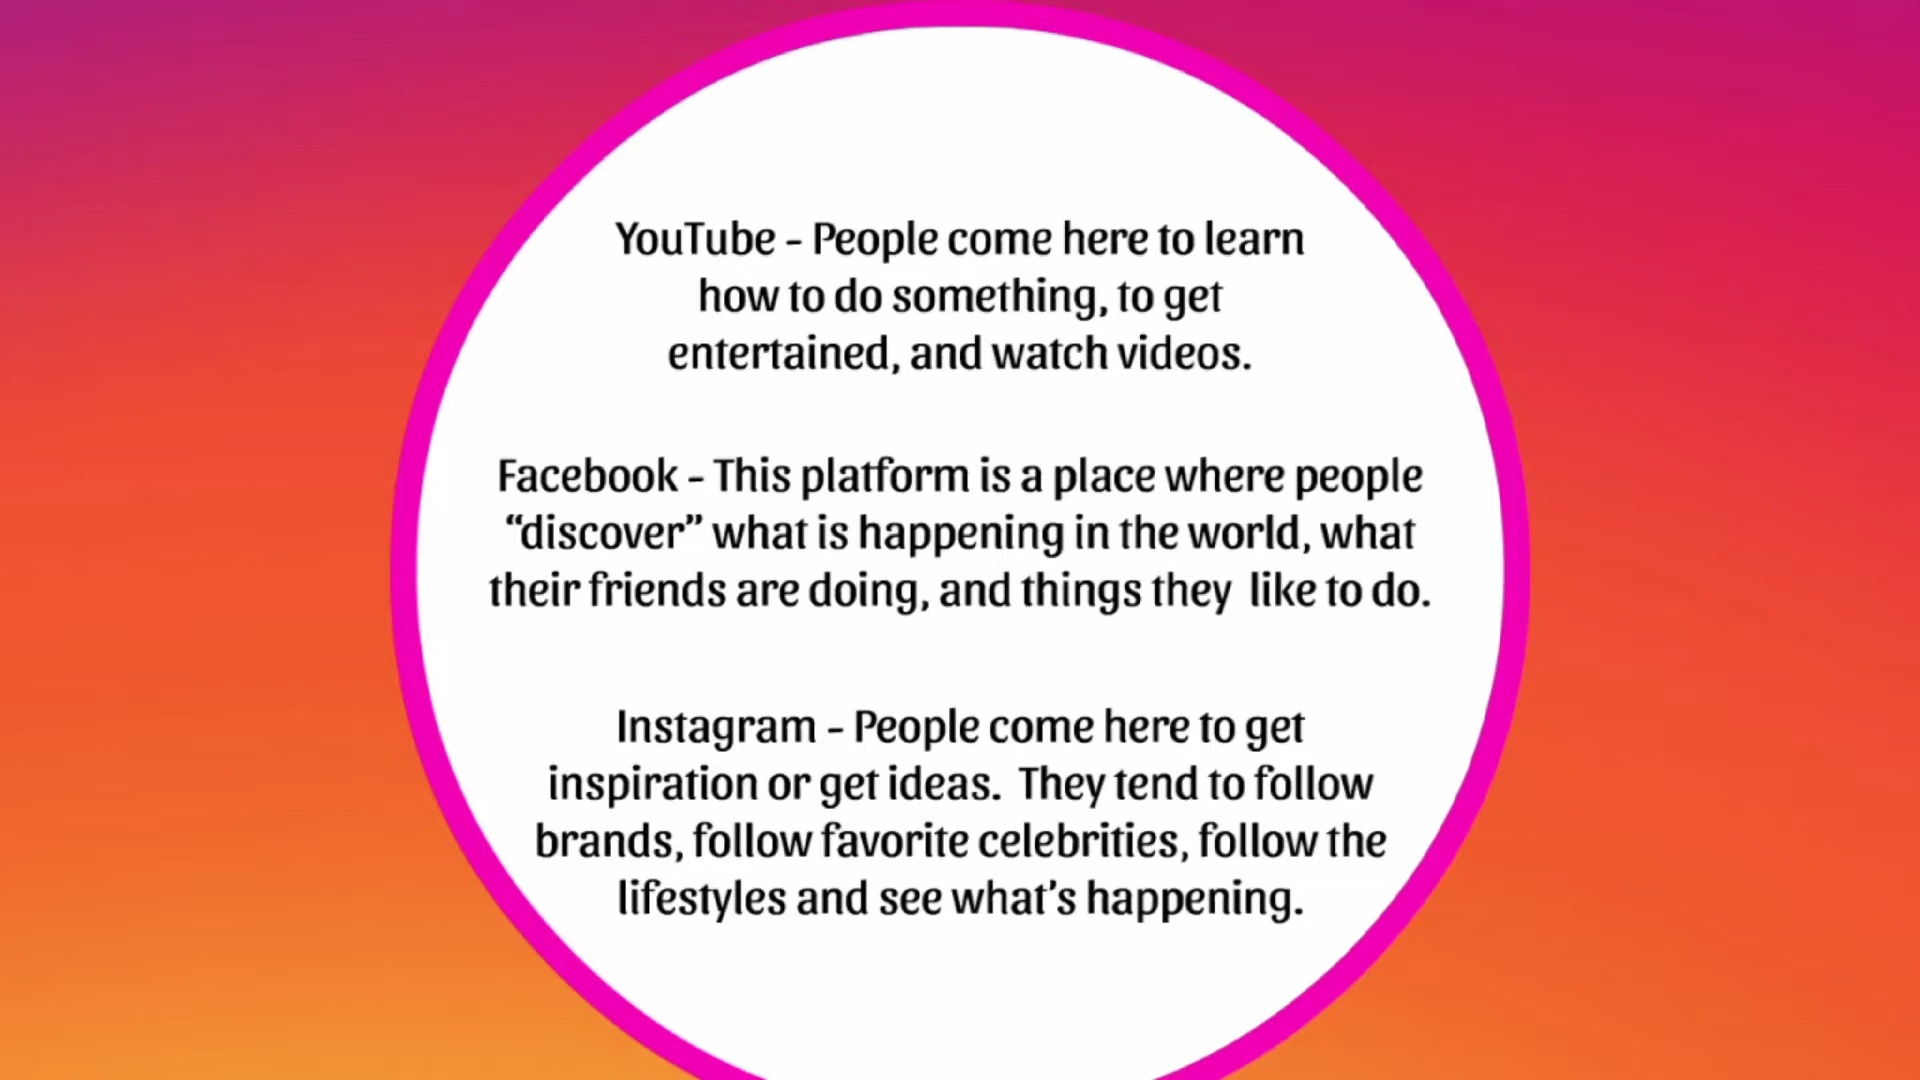 YouTube - People come here to learn
how to do something, to get
entertained, and watch videos.
Facebook - This platform is a place where people
“discover” what is happening in the world, what
their friends are doing, and things they  like to do.
Instagram - People come here to get
inspiration or get ideas.  They tend to follow
brands, follow favorite celebrities, follow the
lifestyles and see what’s happening.